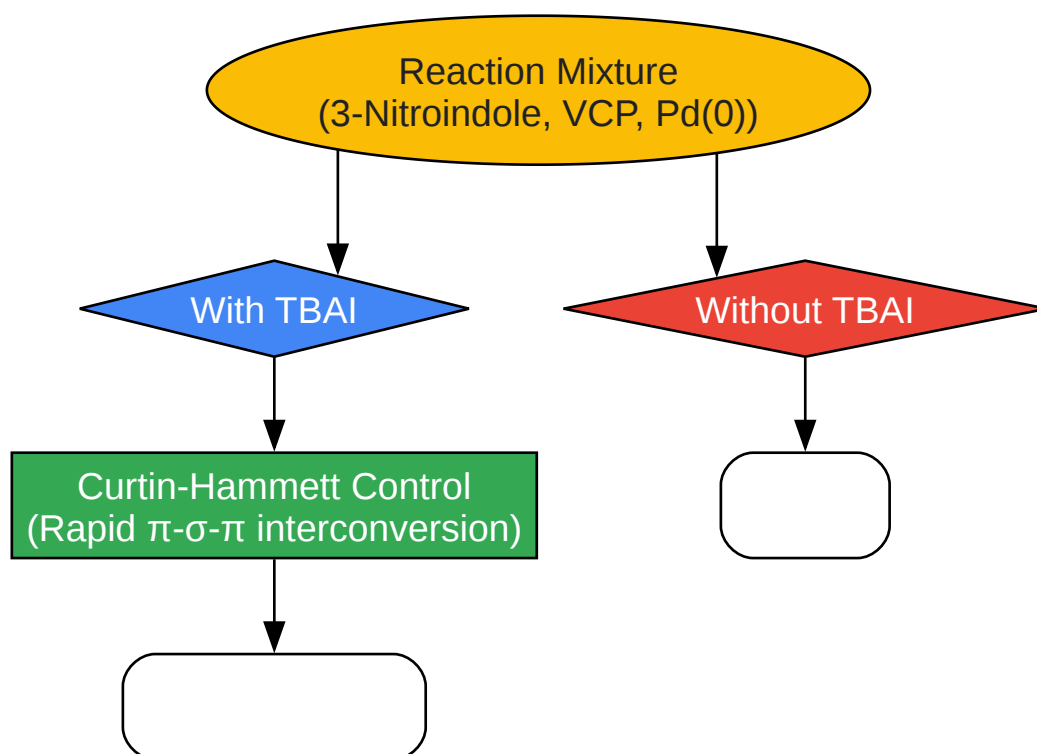 Reaction Mixture
(3-Nitroindole, VCP, Pd(0))
With TBAI
Without TBAI
Curtin-Hammett Control
(Rapid π-σ-π interconversion)